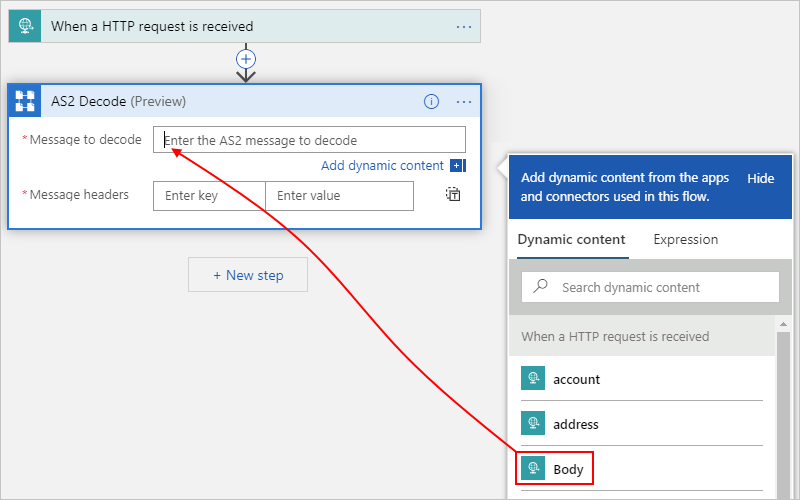 When a HTTP request is received
AS2 Decode (Preview)
* Message to decode
Enter the AS2 message to decode
Add dynamic content
* Message headers
Enter key
Enter value
+ New step
Add dynamic content from the apps
and connectors used in this flow.
Hide
Dynamic content
Expression
Search dynamic content
When a HTTP request is received
account
address
Body